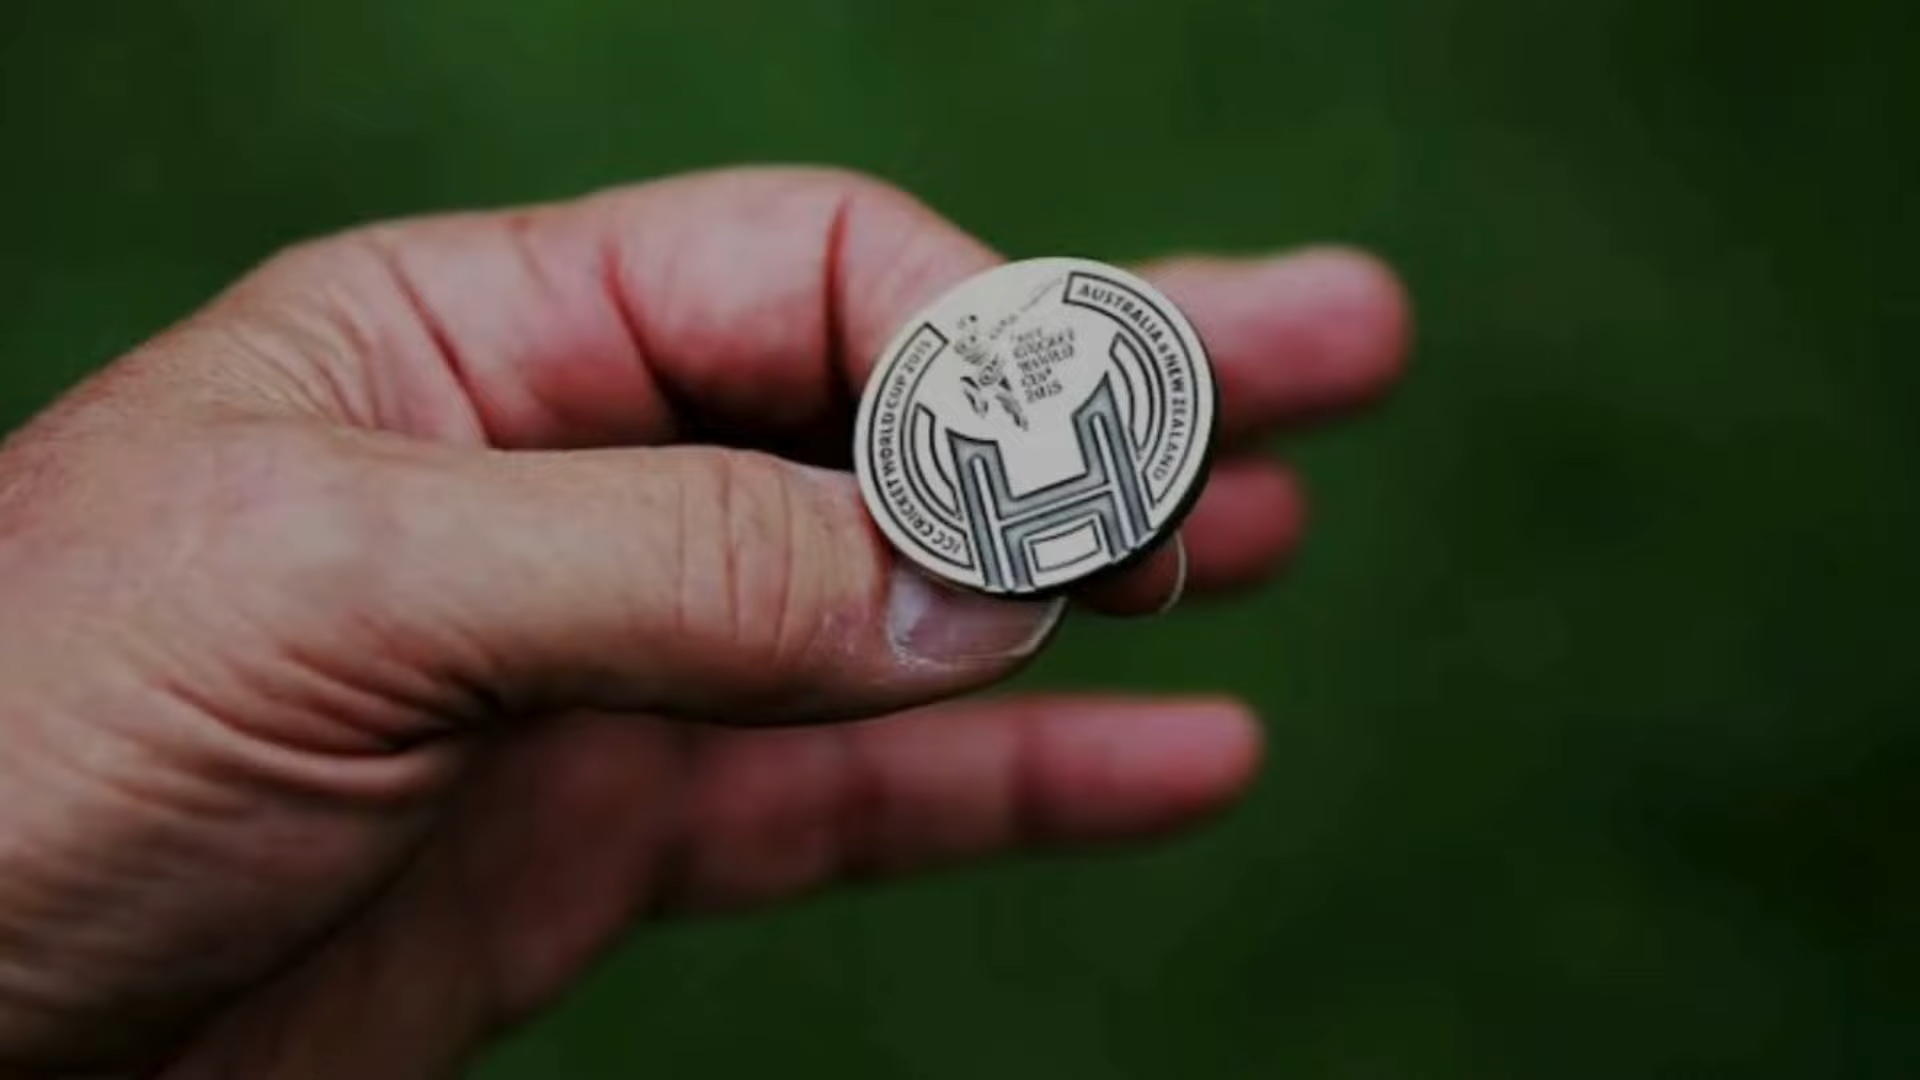 ICC CRICKET WORLD CUP 2015
AUSTRALIA & NEW ZEALAND
ICC
CRICKET
WORLD
CUP
2015